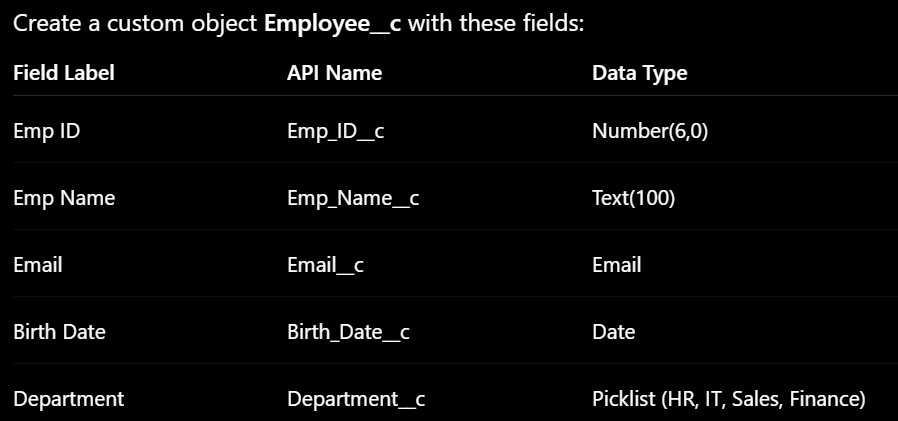 Create a custom object Employee__c with these fields:
Field Label API Name Data Type
Emp ID Emp_ID__c Number(6,0)
Emp Name Emp_Name__c Text(100)
Email Email__c Email
Birth Date Birth_Date__c Date
Department Department__c Picklist (HR, IT, Sales, Finance)